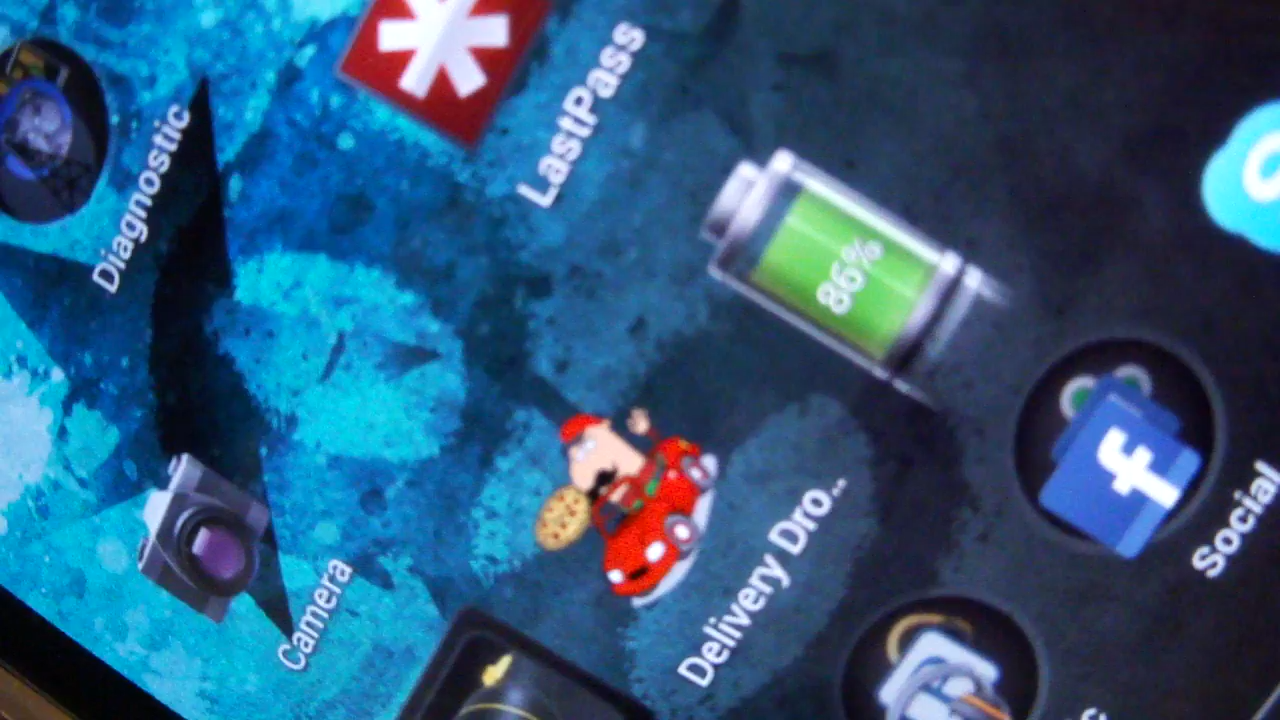 LastPass
Diagnostic
86%
Camera
Delivery Dro..
Social
f